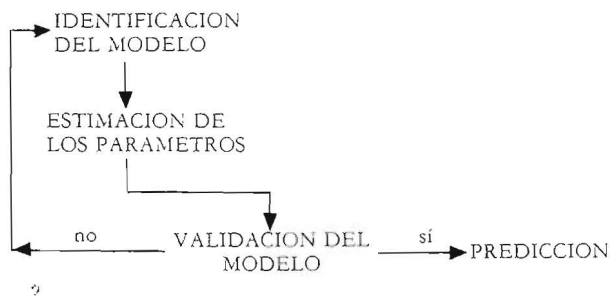 IDENTIFICACION
DEL MODELO
ESTIMACION DE
LOS PARAMETROS
no
VALIDACION DEL
MODELO
sí
PREDICCION